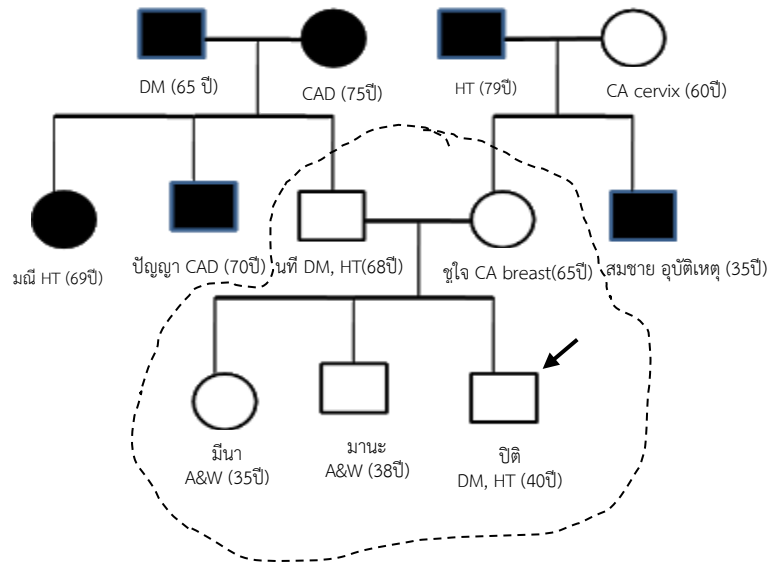 DM (65 ปี)
CAD (75ปี)
HT (79ปี)
CA cervix (60ปี)
มณี HT (69ปี)
ปัญญา CAD (70ปี)
นที DM, HT(68ปี)
ชูใจ CA breast(65ปี)
สมชาย อุบัติเหตุ (35ปี)
มีนา
A&W (35ปี)
มานะ
A&W (38ปี)
ปิติ
DM, HT (40ปี)